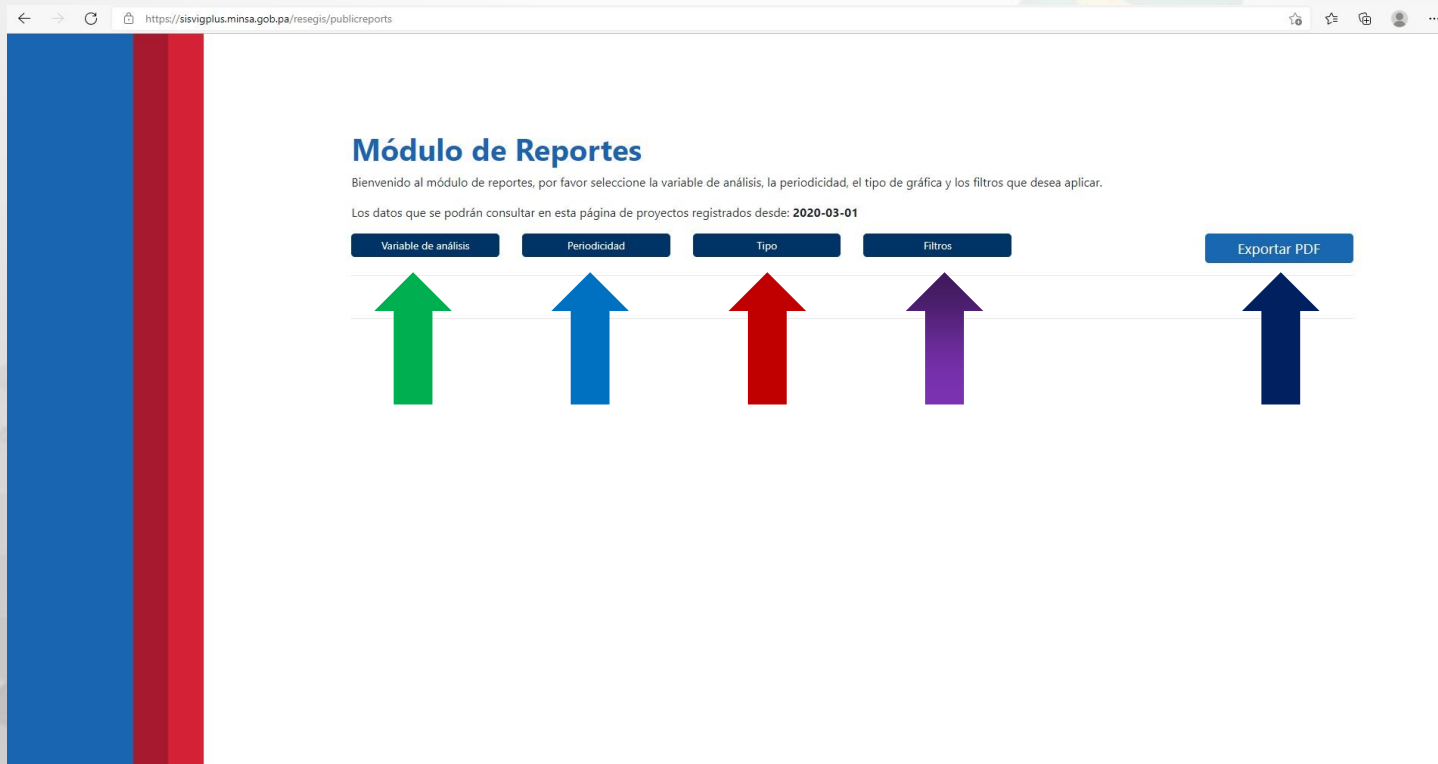 https://sisvigplus.minsa.gob.pa/resegis/publicreports
Módulo de Reportes
Bienvenido al módulo de reportes, por favor seleccione la variable de análisis, la periodicidad, el tipo de gráfica y los filtros que desea aplicar.
Los datos que se podrán consultar en esta página de proyectos registrados desde: 2020-03-01
Variable de análisis
Periodicidad
Tipo
Filtros
Exportar PDF